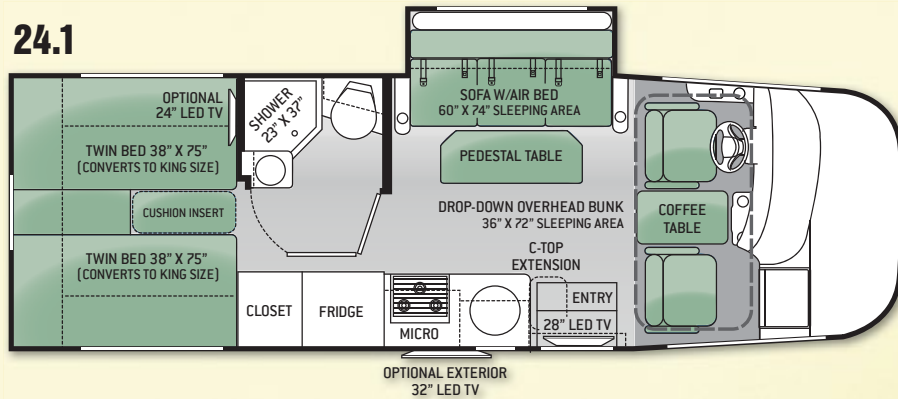 24.1
OPTIONAL
24" LED TV
TWIN BED 38" X 75"
(CONVERTS TO KING SIZE)
CUSHION INSERT
TWIN BED 38" X 75"
(CONVERTS TO KING SIZE)
SHOWER
23" X 37"
SOFA W/AIR BED
60" X 74" SLEEPING AREA
PEDESTAL TABLE
DROP-DOWN OVERHEAD BUNK
36" X 72" SLEEPING AREA
COFFEE
TABLE
C-TOP
EXTENSION
CLOSET
FRIDGE
MICRO
ENTRY
28" LED TV
OPTIONAL EXTERIOR
32" LED TV